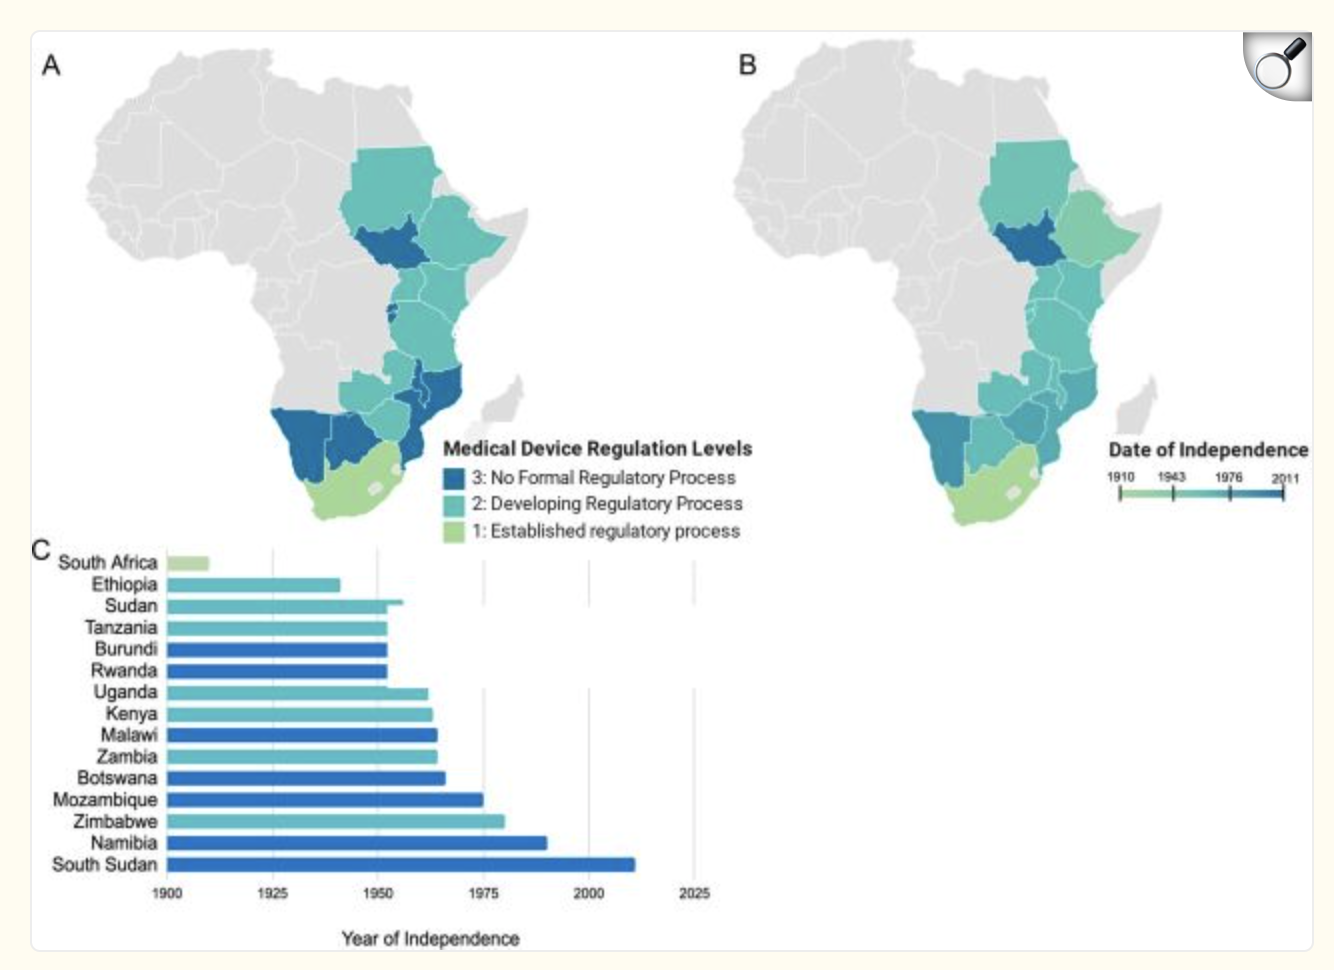 A
B
Medical Device Regulation Levels
3: No Formal Regulatory Process
2: Developing Regulatory Process
1: Established regulatory process
Date of Independence
1910 1943 1976 2011
C
South Africa
Ethiopia
Sudan
Tanzania
Burundi
Rwanda
Uganda
Kenya
Malawi
Zambia
Botswana
Mozambique
Zimbabwe
Namibia
South Sudan
1900 1925 1950 1975 2000 2025
Year of Independence